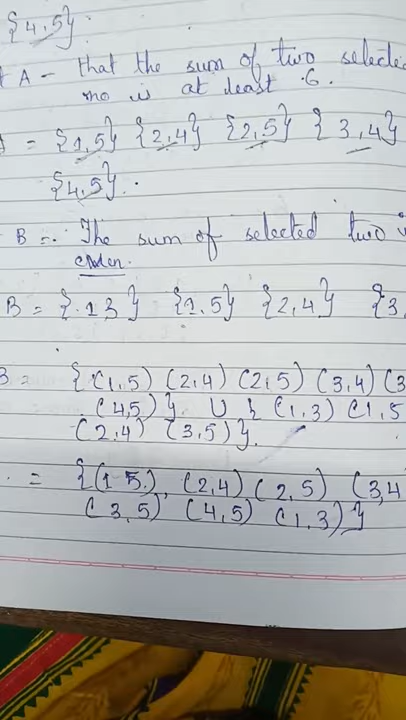 {4,5}.
A - that the sum of two selected
no is at least 6.
= {1,5} {2,4} {2,5} {3,4}
{4,5}.
B = The sum of selected two
B = {1 3} {1,5} {2,4} {3,
= {(1,5) (2,4) (2,5) (3,4) (3
(4,5)}. U { (1,3) (1,5
(2,4) (3,5)}.
= {(1 5), (2,4) (2,5) (3,4
(3,5) (4,5) (1,3)}